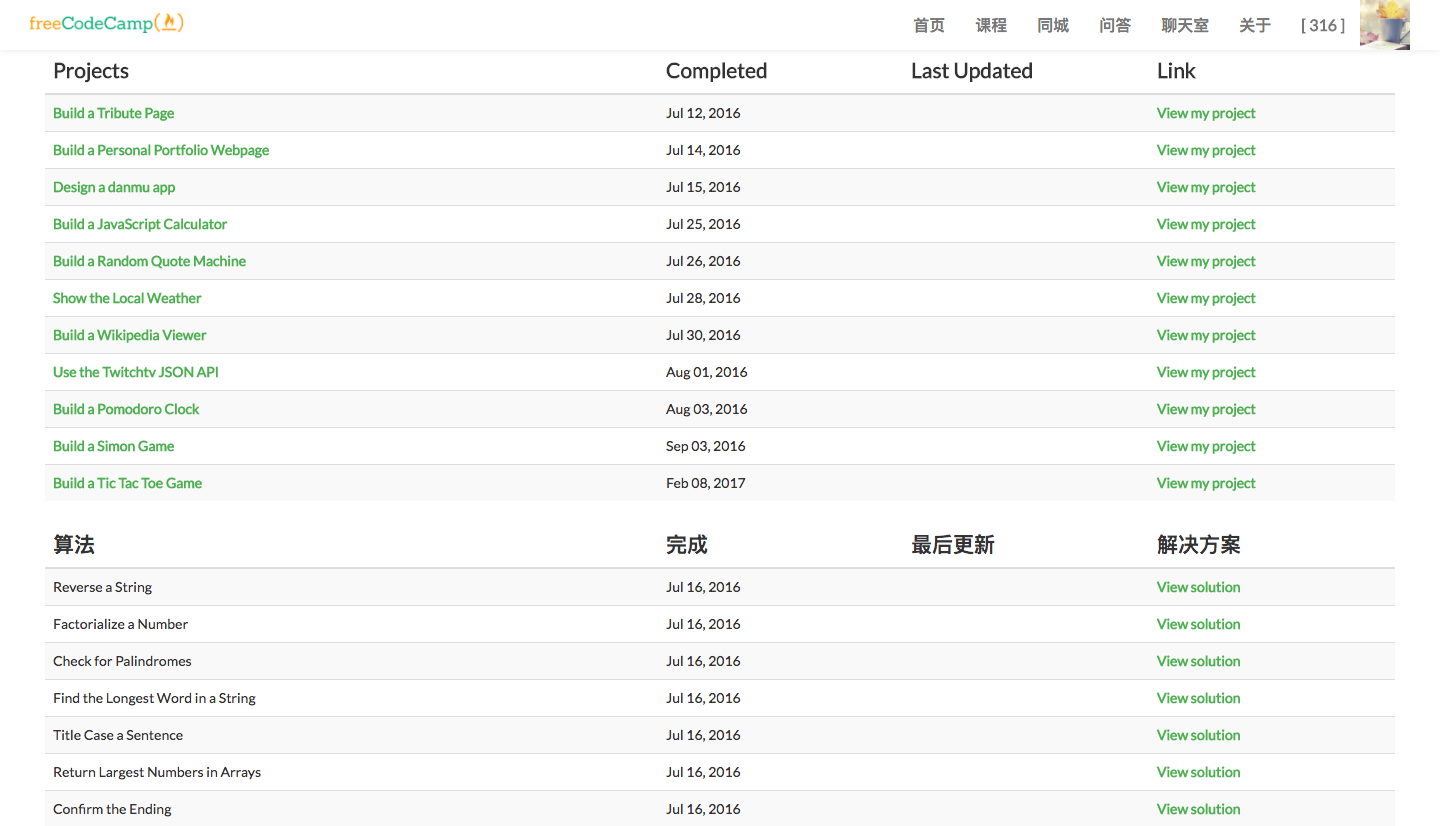 freeCodeCamp 首页 课程 同城 问答 聊天室 关于 [ 316 ]
Projects Completed Last Updated Link
Build a Tribute Page Jul 12, 2016 View my project
Build a Personal Portfolio Webpage Jul 14, 2016 View my project
Design a danmu app Jul 15, 2016 View my project
Build a JavaScript Calculator Jul 25, 2016 View my project
Build a Random Quote Machine Jul 26, 2016 View my project
Show the Local Weather Jul 28, 2016 View my project
Build a Wikipedia Viewer Jul 30, 2016 View my project
Use the Twitchtv JSON API Aug 01, 2016 View my project
Build a Pomodoro Clock Aug 03, 2016 View my project
Build a Simon Game Sep 03, 2016 View my project
Build a Tic Tac Toe Game Feb 08, 2017 View my project
算法 完成 最后更新 解决方案
Reverse a String Jul 16, 2016 View solution
Factorialize a Number Jul 16, 2016 View solution
Check for Palindromes Jul 16, 2016 View solution
Find the Longest Word in a String Jul 16, 2016 View solution
Title Case a Sentence Jul 16, 2016 View solution
Return Largest Numbers in Arrays Jul 16, 2016 View solution
Confirm the Ending Jul 16, 2016 View solution